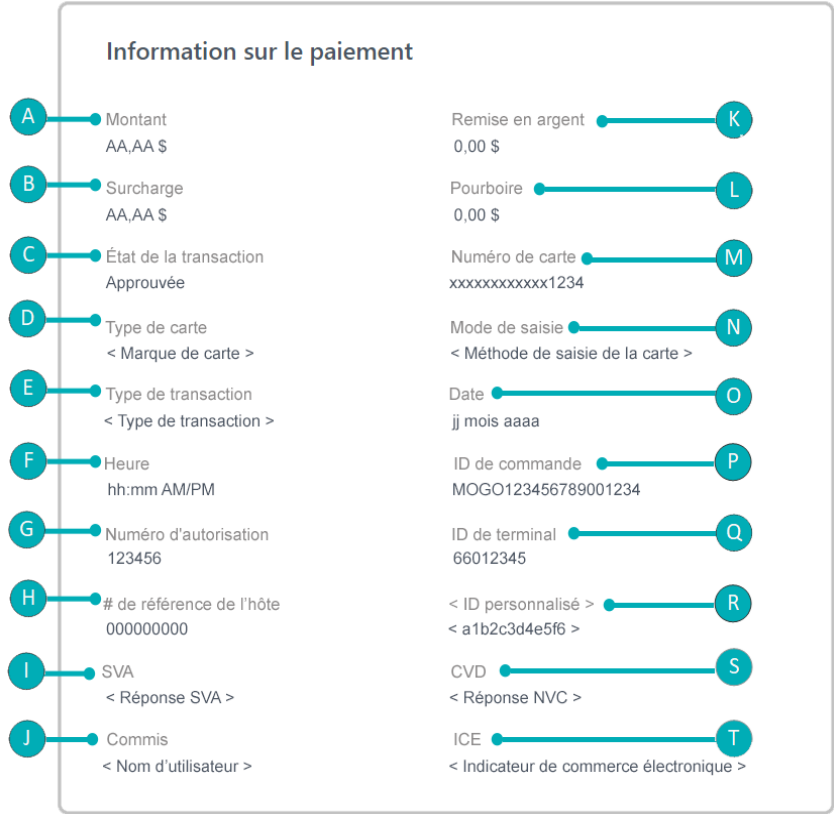 Information sur le paiement
A Montant Remise en argent K
AA,AA $ 0,00 $
B Surcharge Pourboire L
AA,AA $ 0,00 $
C État de la transaction Numéro de carte M
Approuvée xxxxxxxxxxxx1234
D Type de carte Mode de saisie N
< Marque de carte > < Méthode de saisie de la carte >
E Type de transaction Date O
< Type de transaction > jj mois aaaa
F Heure ID de commande P
hh:mm AM/PM MOGO123456789001234
G Numéro d'autorisation ID de terminal Q
123456 66012345
H # de référence de l'hôte < ID personnalisé > R
000000000 < a1b2c3d4e5f6 >
I SVA CVD S
< Réponse SVA > < Réponse NVC >
J Commis ICE T
< Nom d'utilisateur > < Indicateur de commerce électronique >